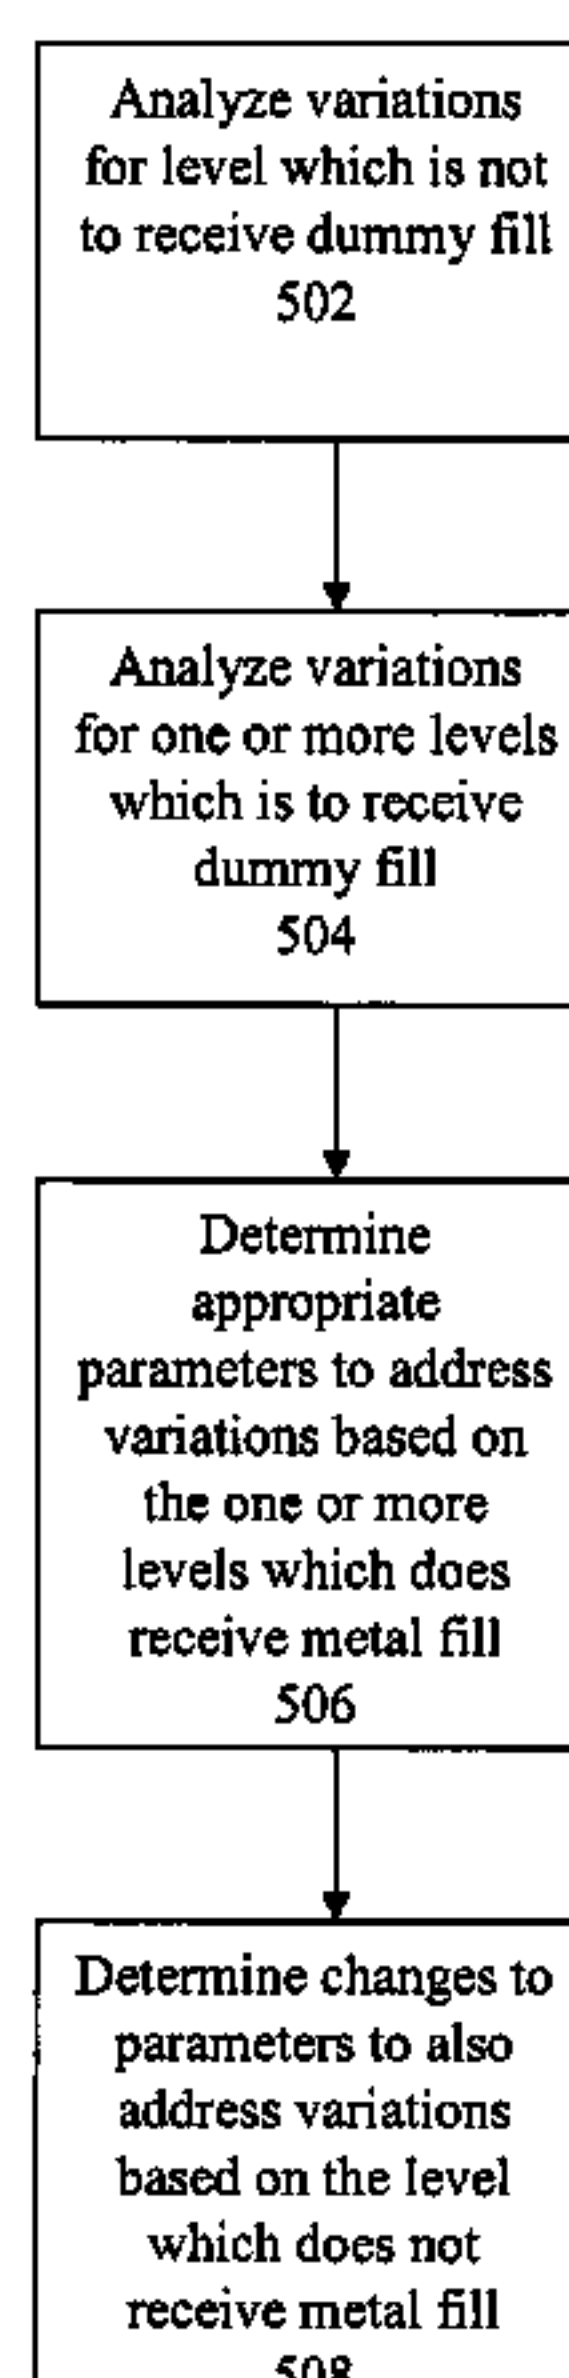 Analyze variations
for level which is not
to receive dummy fill
502
Analyze variations
for one or more levels
which is to receive
dummy fill
504
Determine
appropriate
parameters to address
variations based on
the one or more
levels which does
receive metal fill
506
Determine changes to
parameters to also
address variations
based on the level
which does not
receive metal fill
508